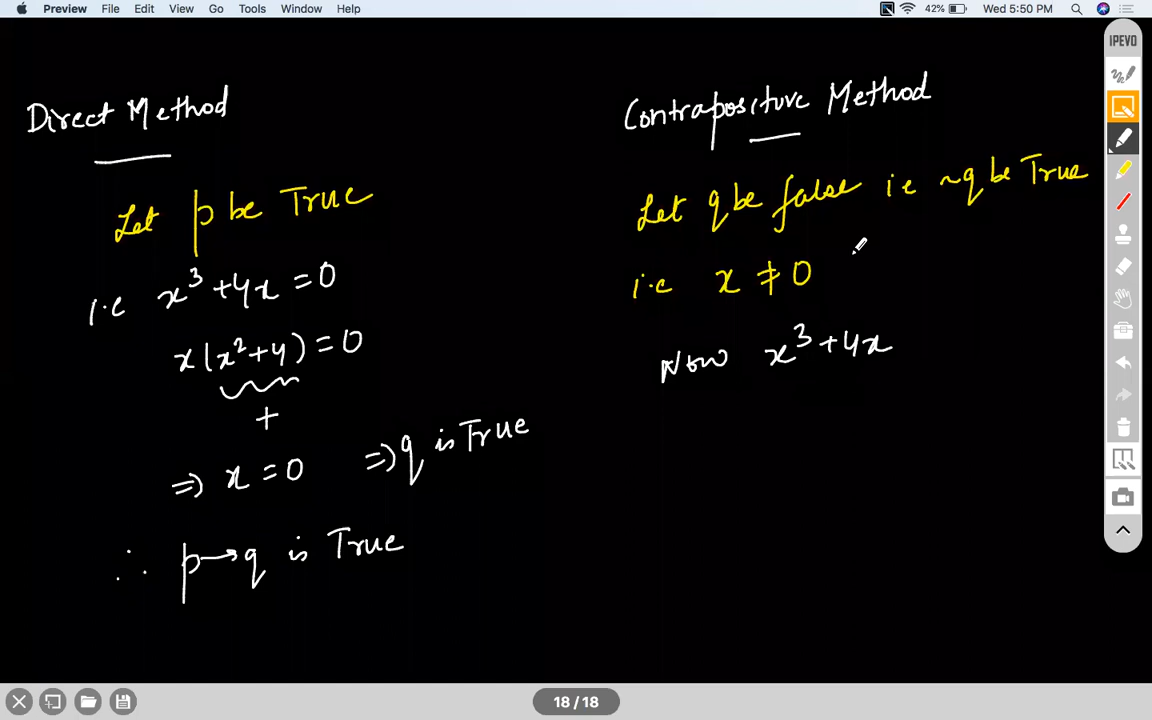 Preview File Edit View Go Tools Window Help 42% Wed 5:50 PM
IPEVO
Direct Method
Let p be True
i.e x³+4x=0
x(x²+4)=0
+
⇒ x=0 ⇒ q is True
∴ p→q is True
Contrapositive Method
Let q be false ie ~q be True
i.e x≠0
Now x³+4x
18/18